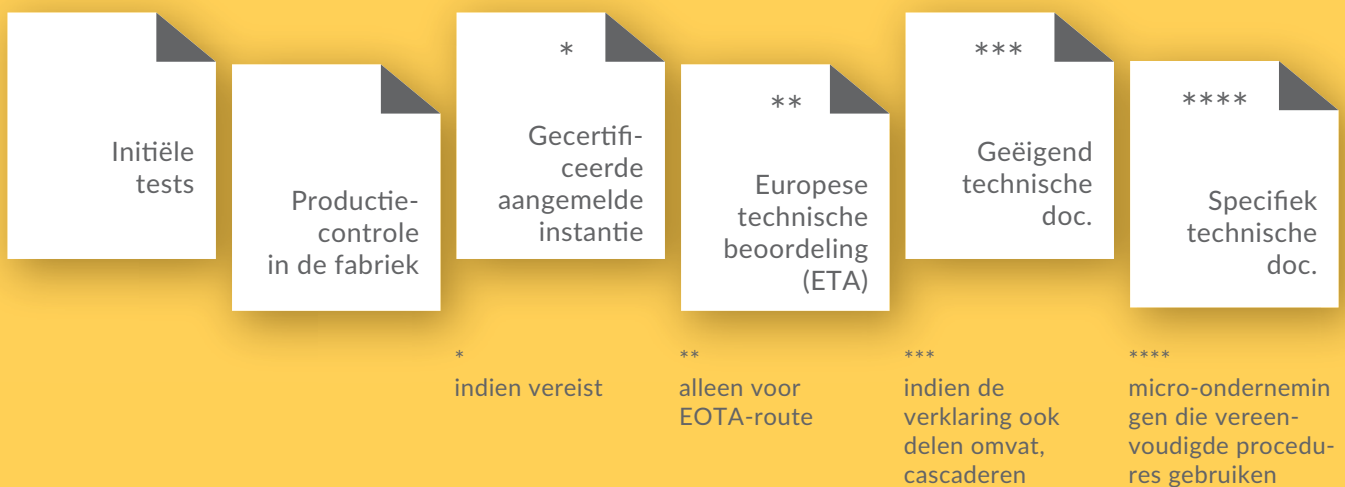 Initiële
tests
Productie-
controle
in de fabriek
*
Gecertifi-
ceerde
aangemelde
instantie
**
Europese
technische
beoordeling
(ETA)
***
Geëigend
technische
doc.
****
Specifiek
technische
doc.
*
indien vereist
**
alleen voor
EOTA-route
***
indien de
verklaring ook
delen omvat,
cascaderen
****
micro-ondernemin
gen die vereen-
voudigde procedu-
res gebruiken